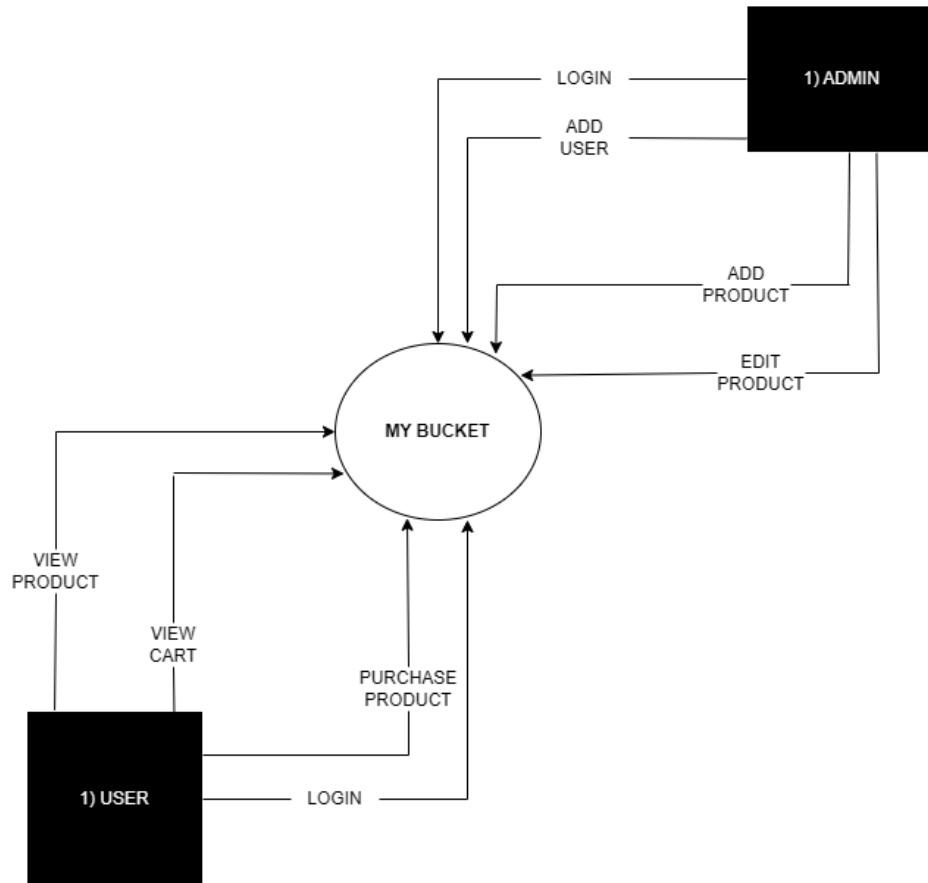 1) ADMIN
LOGIN
ADD
USER
ADD
PRODUCT
EDIT
PRODUCT
MY BUCKET
VIEW
PRODUCT
VIEW
CART
PURCHASE
PRODUCT
1) USER
LOGIN